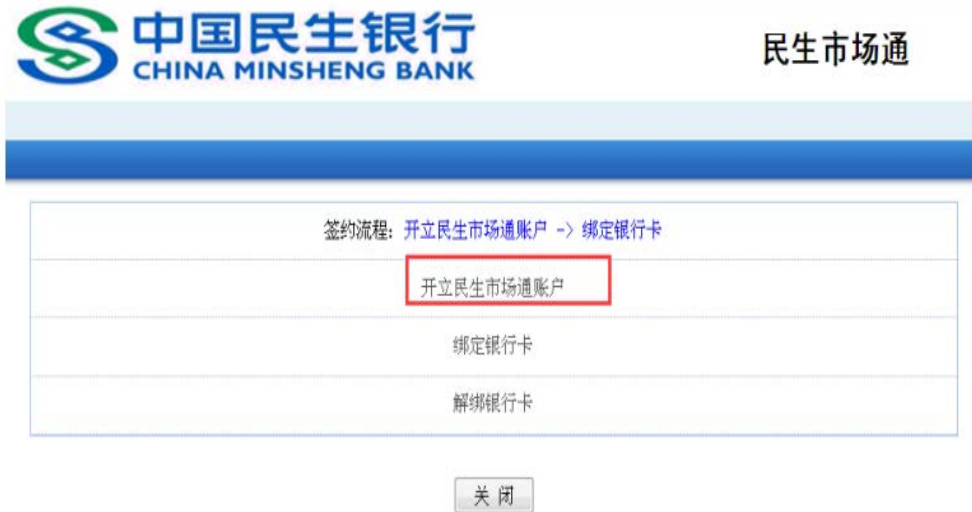 中国民生银行
CHINA MINSHENG BANK
民生市场通
签约流程：开立民生市场通账户 -> 绑定银行卡
开立民生市场通账户
绑定银行卡
解绑银行卡
关 闭